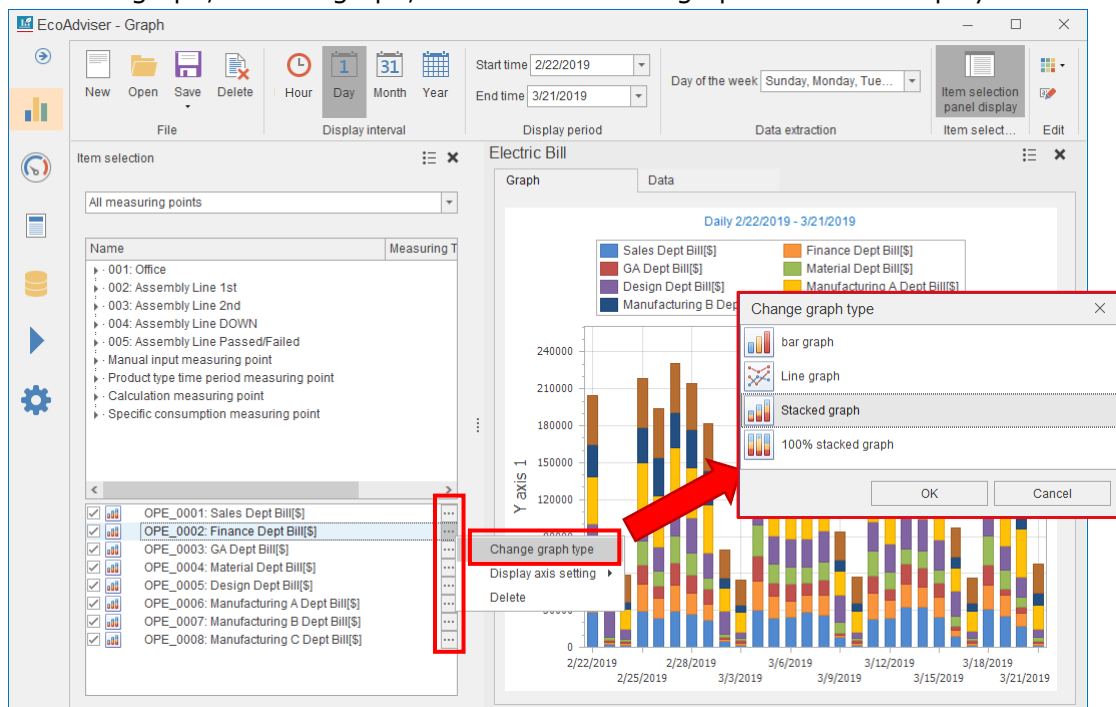 EcoAdviser - Graph
New Open Save Delete
File
Hour Day Month Year
1 31
Display interval
Start time 2/22/2019
End time 3/21/2019
Display period
Day of the week Sunday, Monday, Tue...
Data extraction
Item selection
panel display
Item select...
Edit
Item selection
All measuring points
Name Measuring T
001: Office
002: Assembly Line 1st
003: Assembly Line 2nd
004: Assembly Line DOWN
005: Assembly Line Passed/Failed
Manual input measuring point
Product type time period measuring point
Calculation measuring point
Specific consumption measuring point
OPE_0001: Sales Dept Bill[$]
OPE_0002: Finance Dept Bill[$]
OPE_0003: GA Dept Bill[$]
OPE_0004: Material Dept Bill[$]
OPE_0005: Design Dept Bill[$]
OPE_0006: Manufacturing A Dept Bill[$]
OPE_0007: Manufacturing B Dept Bill[$]
OPE_0008: Manufacturing C Dept Bill[$]
Change graph type
Display axis setting
Delete
Electric Bill
Graph Data
Daily 2/22/2019 - 3/21/2019
Sales Dept Bill[$] Finance Dept Bill[$]
GA Dept Bill[$] Material Dept Bill[$]
Design Dept Bill[$] Manufacturing A Dept Bill[$]
Manufacturing B Dep
Y axis 1
240000
210000
180000
150000
120000
0
2/22/2019 2/28/2019 3/6/2019 3/12/2019 3/18/2019
2/25/2019 3/3/2019 3/9/2019 3/15/2019 3/21/2019
Change graph type
bar graph
Line graph
Stacked graph
100% stacked graph
OK Cancel